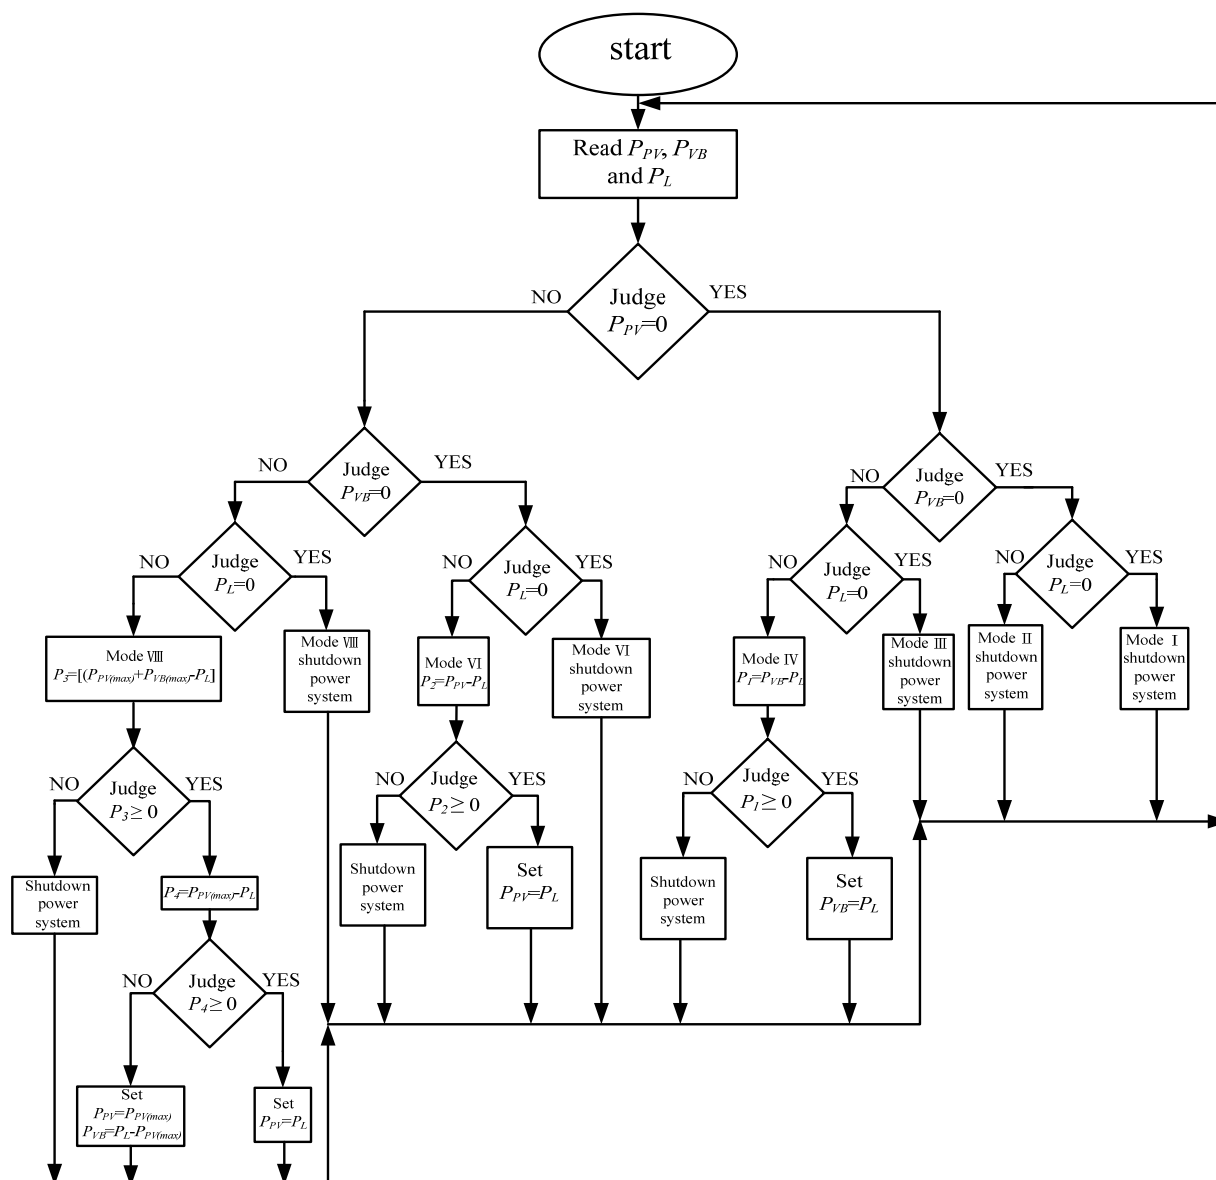 start
Read P_PV, P_VB
and P_L
NO
YES
Judge
P_PV=0
NO
Judge
P_VB=0
YES
NO
Judge
P_VB=0
YES
NO
Judge
P_L=0
YES
NO
Judge
P_L=0
YES
NO
Judge
P_L=0
YES
NO
Judge
P_L=0
YES
Mode Ⅷ
P_3=[(P_PV(max)+P_VB(max)-P_L]
Mode Ⅷ
shutdown
power
system
Mode Ⅵ
P_2=P_PV-P_L
Mode Ⅵ
shutdown
power
system
Mode Ⅳ
P_1=P_VB-P_L
Mode Ⅲ
shutdown
power
system
Mode Ⅱ
shutdown
power
system
Mode Ⅰ
shutdown
power
system
NO
Judge
P_3≥0
YES
NO
Judge
P_2≥0
YES
NO
Judge
P_1≥0
YES
Shutdown
power
system
P_4=P_PV(max)-P_L
Shutdown
power
system
Set
P_PV=P_L
Shutdown
power
system
Set
P_VB=P_L
NO
Judge
P_4≥0
YES
Set
P_PV=P_PV(max)
P_VB=P_L-P_PV(max)
Set
P_PV=P_L